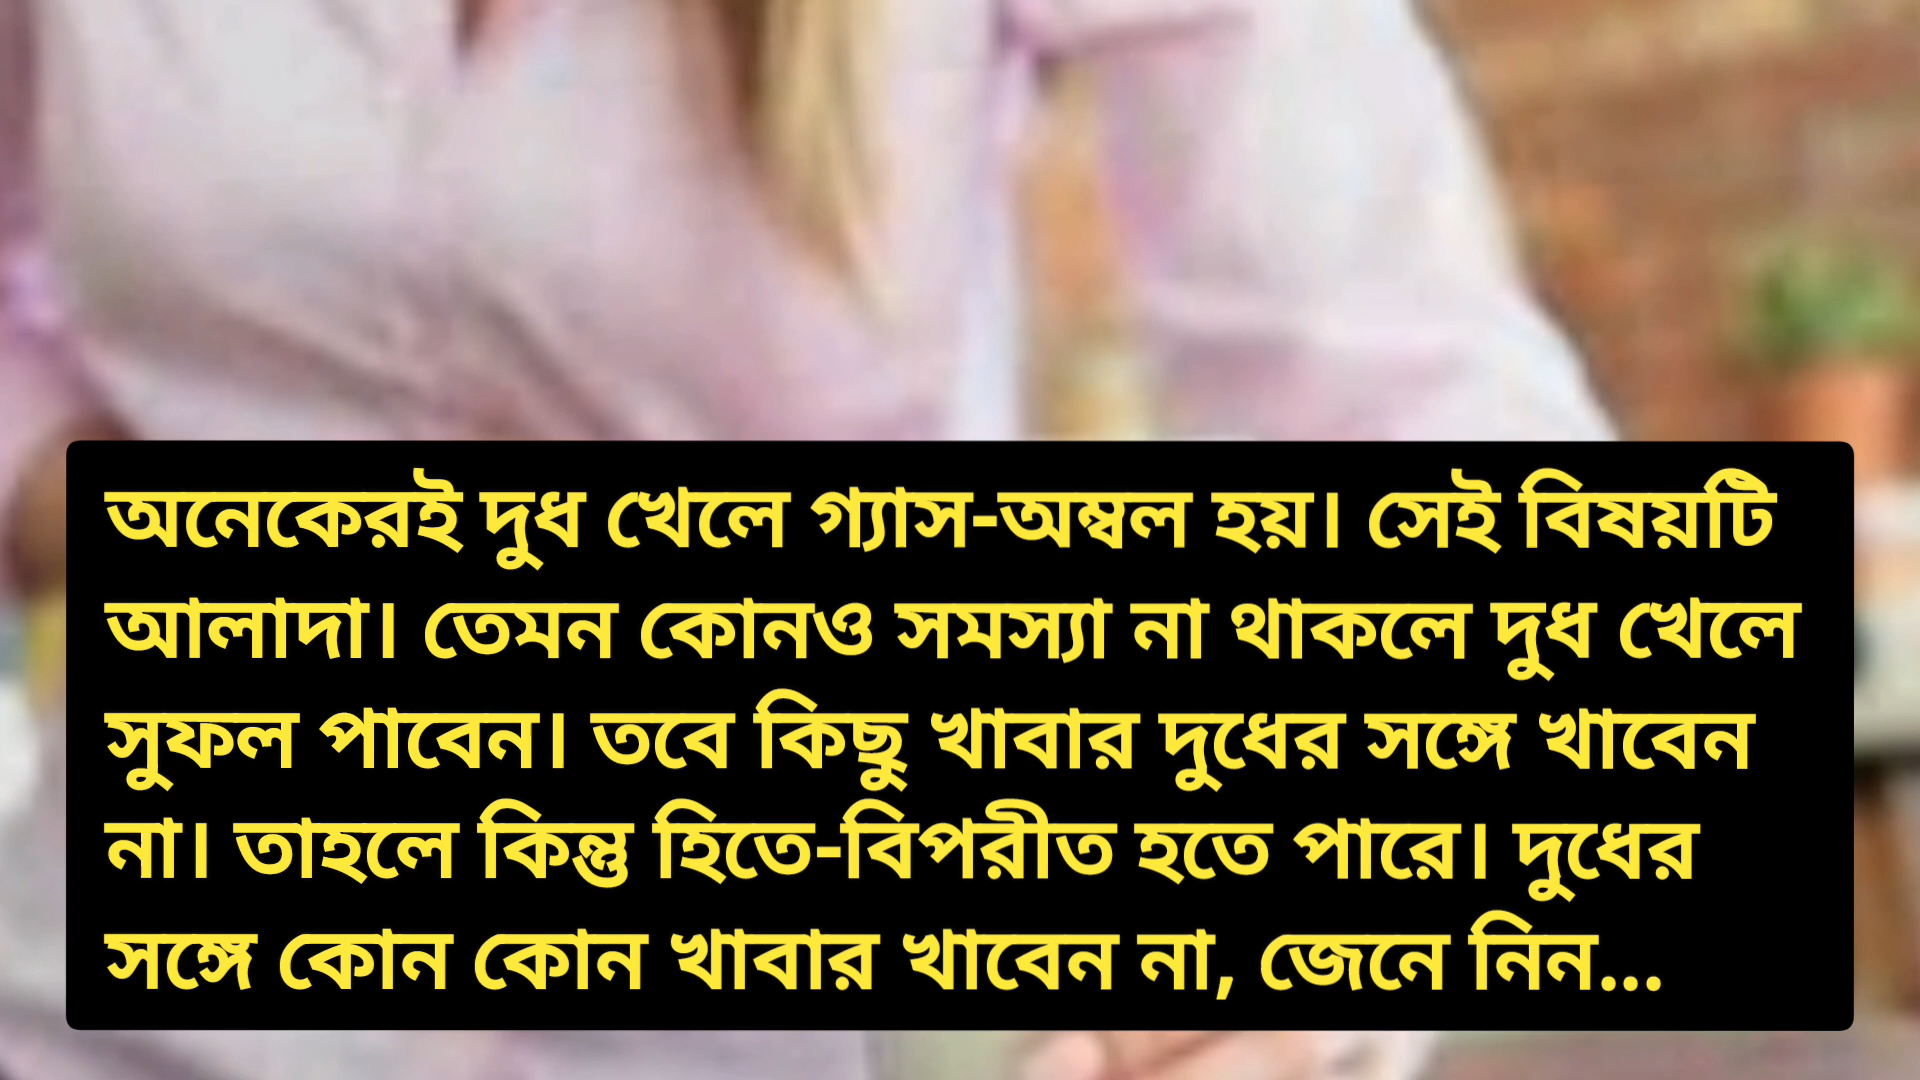 অনেকেরই দুধ খেলে গ্যাস-অম্বল হয়। সেই বিষয়টি
আলাদা। তেমন কোনও সমস্যা না থাকলে দুধ খেলে
সুফল পাবেন। তবে কিছু খাবার দুধের সঙ্গে খাবেন
না। তাহলে কিন্তু হিতে-বিপরীত হতে পারে। দুধের
সঙ্গে কোন কোন খাবার খাবেন না, জেনে নিন...